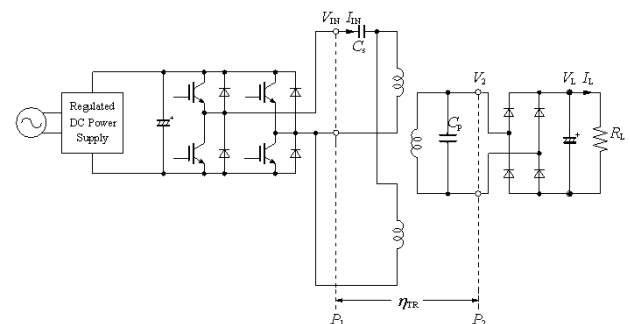 V_IN I_IN
C_s
V_2
V_L I_L
Regulated
DC Power
Supply
+
C_p
+
R_L
η_TR
P_1
P_2